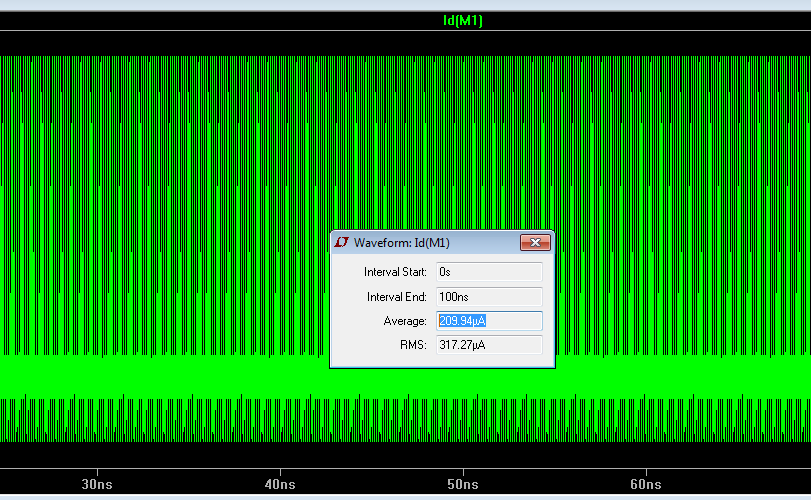 Id(M1)
Waveform: Id(M1)
Interval Start: 0s
Interval End: 100ns
Average: 209.94µA
RMS: 317.27µA
30ns 40ns 50ns 60ns